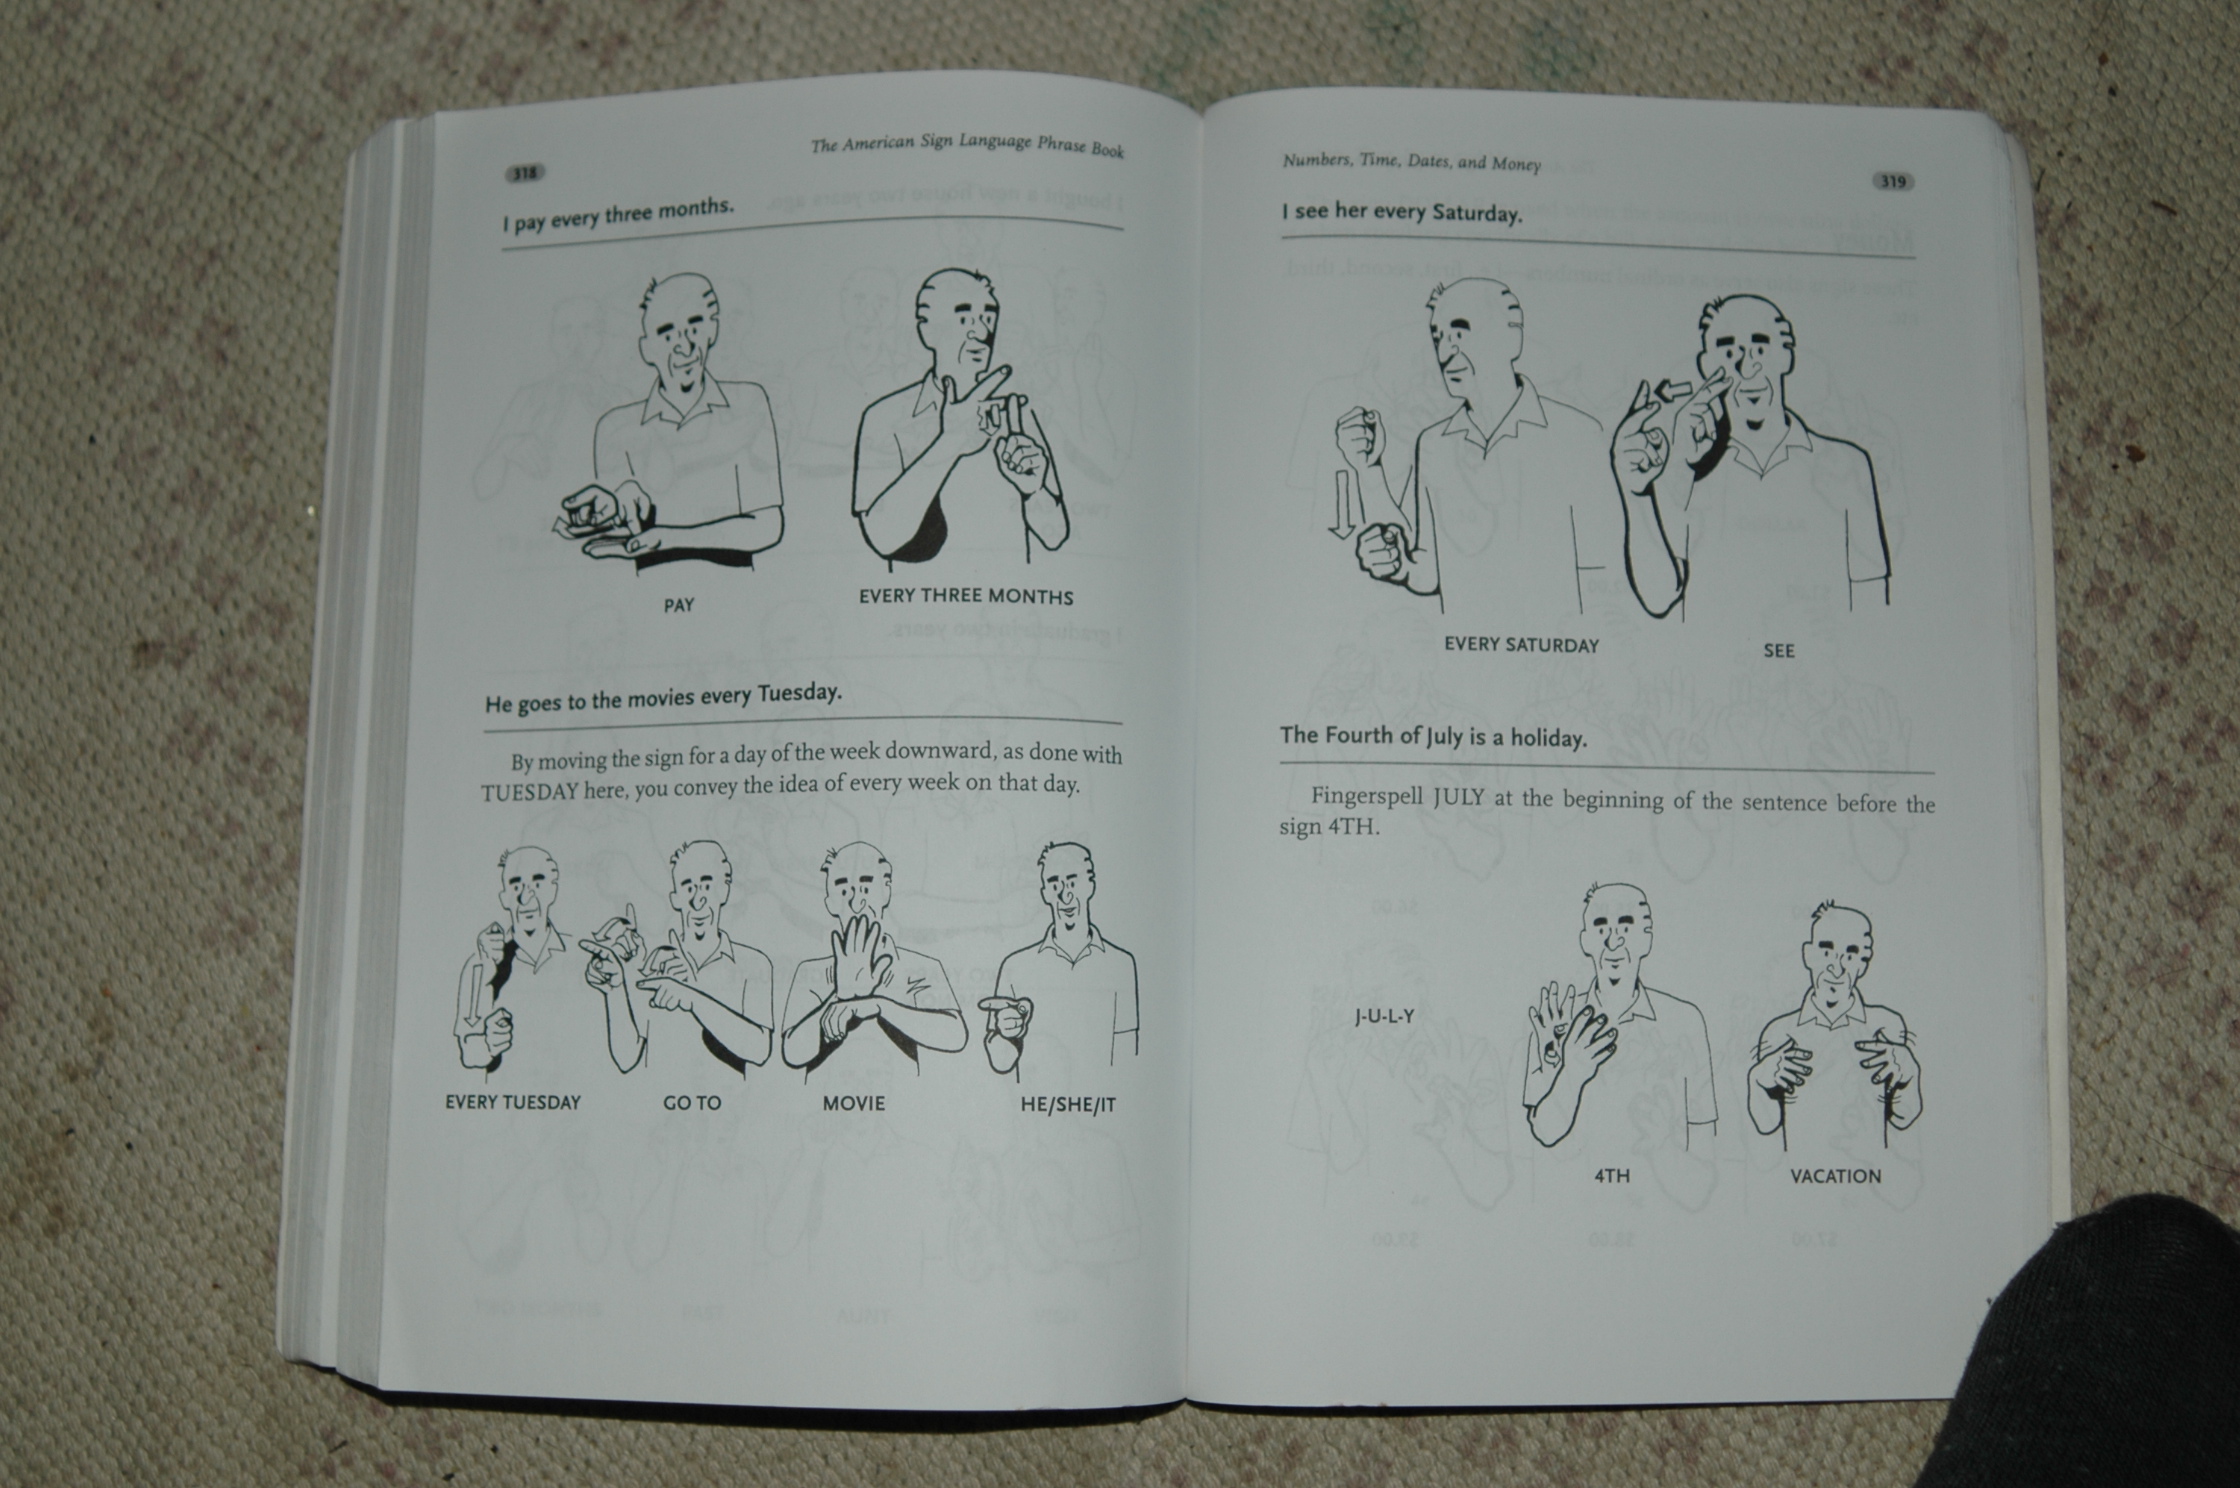 318
The American Sign Language Phrase Book
I pay every three months.
PAY
EVERY THREE MONTHS
He goes to the movies every Tuesday.
By moving the sign for a day of the week downward, as done with
TUESDAY here, you convey the idea of every week on that day.
EVERY TUESDAY
GO TO
MOVIE
HE/SHE/IT
Numbers, Time, Dates, and Money
319
I see her every Saturday.
EVERY SATURDAY
SEE
The Fourth of July is a holiday.
Fingerspell JULY at the beginning of the sentence before the
sign 4TH.
J-U-L-Y
4TH
VACATION